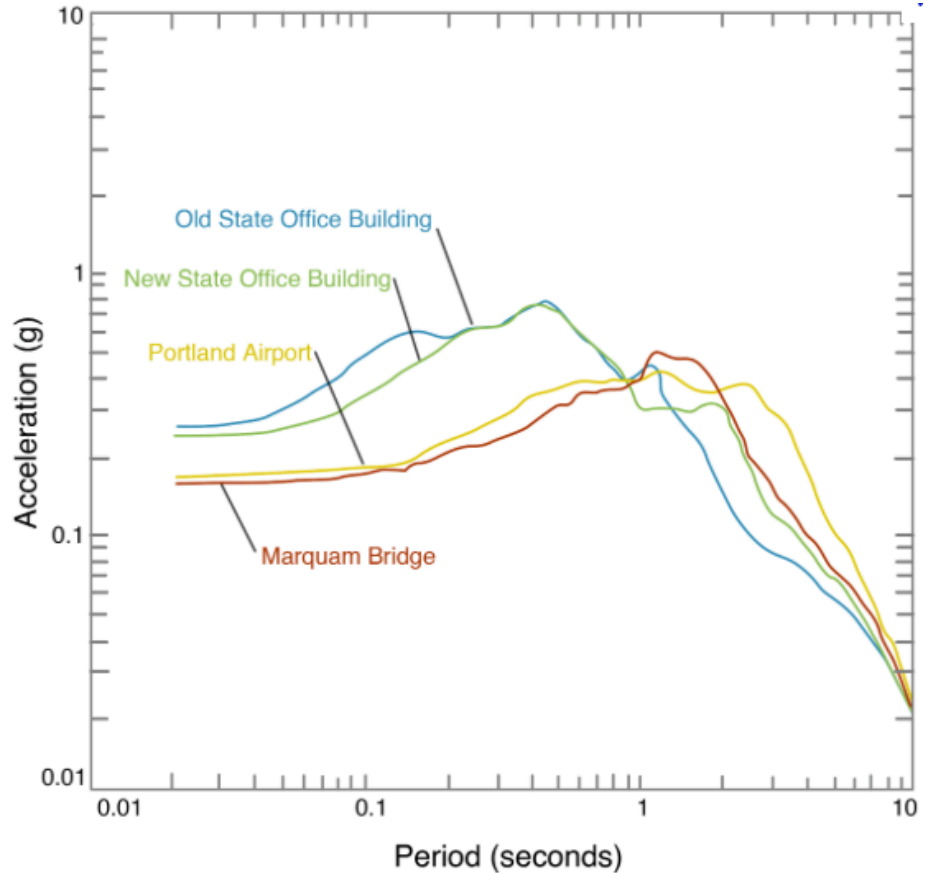 10
Old State Office Building
1
New State Office Building
Portland Airport
Acceleration (g)
0.1
Marquam Bridge
0.01
0.01 0.1 1 10
Period (seconds)